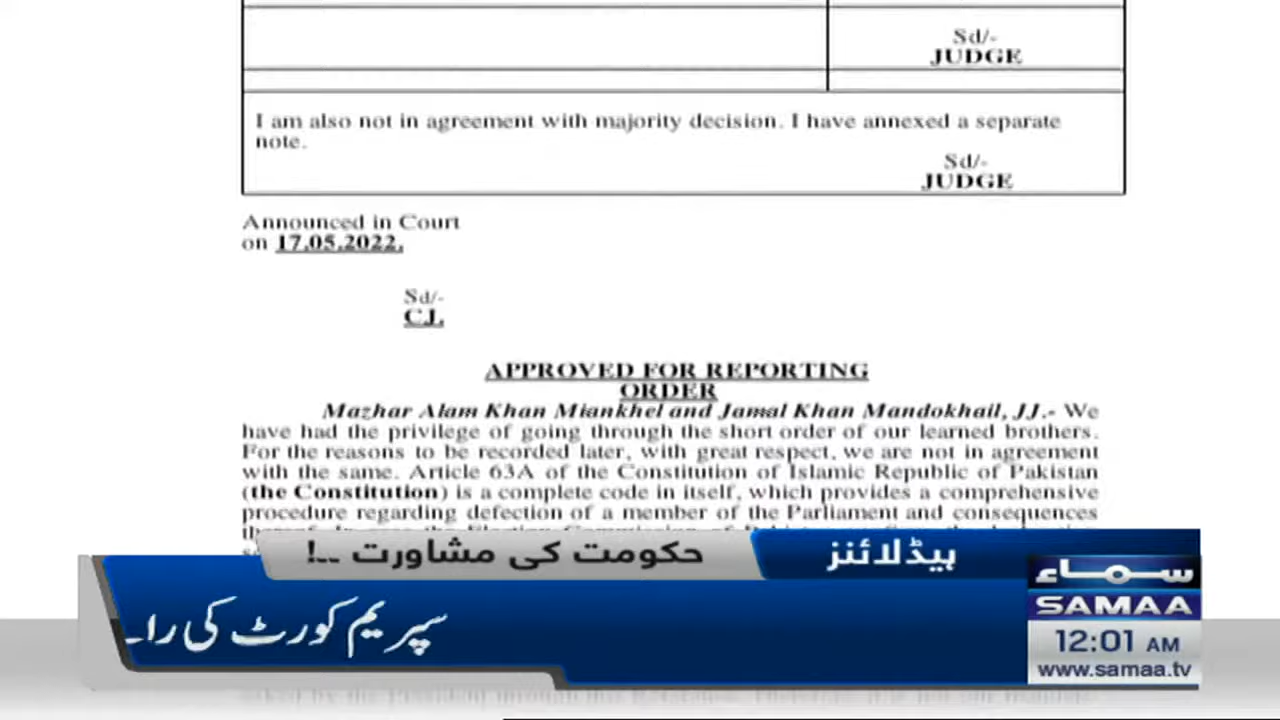 Sd/-
JUDGE
I am also not in agreement with majority decision. I have annexed a separate
note.
Sd/-
JUDGE
Announced in Court
on 17.05.2022.
Sd/-
CJ.
APPROVED FOR REPORTING
ORDER
Mazhar Alam Khan Miankhel and Jamal Khan Mandokhail, JJ.- We
have had the privilege of going through the short order of our learned brothers.
For the reasons to be recorded later, with great respect, we are not in agreement
with the same. Article 63A of the Constitution of Islamic Republic of Pakistan
(the Constitution) is a complete code in itself, which provides a comprehensive
procedure regarding defection of a member of the Parliament and consequences
ہیڈلائنز
حکومت کی مشاورت ..!
سپریم کورٹ کی را
سماء
SAMAA
12:01 AM
www.samaa.tv